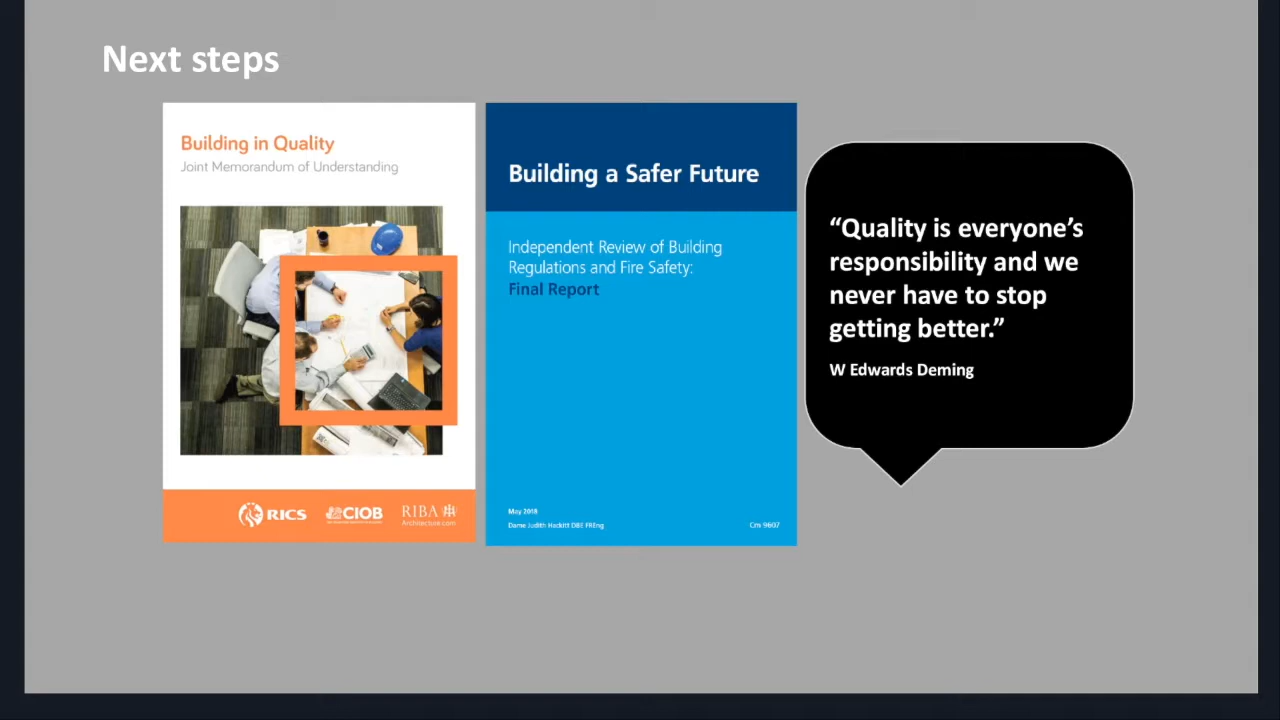 Next steps
Building in Quality
Joint Memorandum of Understanding
RICS
CIOB
RIBA
Architecture.com
Building a Safer Future
Independent Review of Building
Regulations and Fire Safety:
Final Report
May 2018
Dame Judith Hackitt DBE FREng
Cm 9607
“Quality is everyone’s
responsibility and we
never have to stop
getting better.”
W Edwards Deming